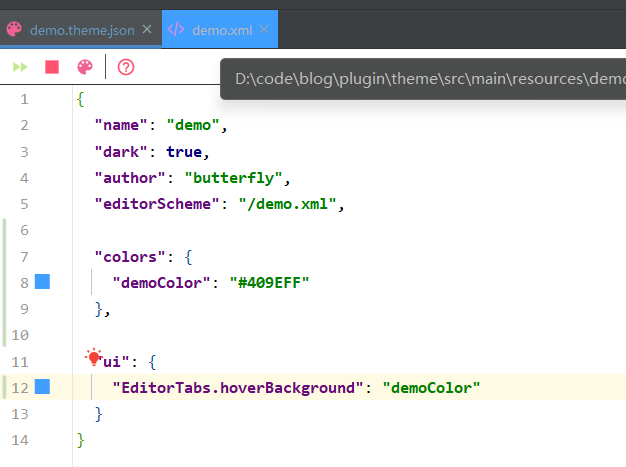 demo.theme.json
demo.xml
D:\code\blog\plugin\theme\src\main\resources\demo
1 {
2 "name": "demo",
3 "dark": true,
4 "author": "butterfly",
5 "editorScheme": "/demo.xml",
6
7 "colors": {
8 "demoColor": "#409EFF"
9 },
10
11 "ui": {
12 "EditorTabs.hoverBackground": "demoColor"
13 }
14 }